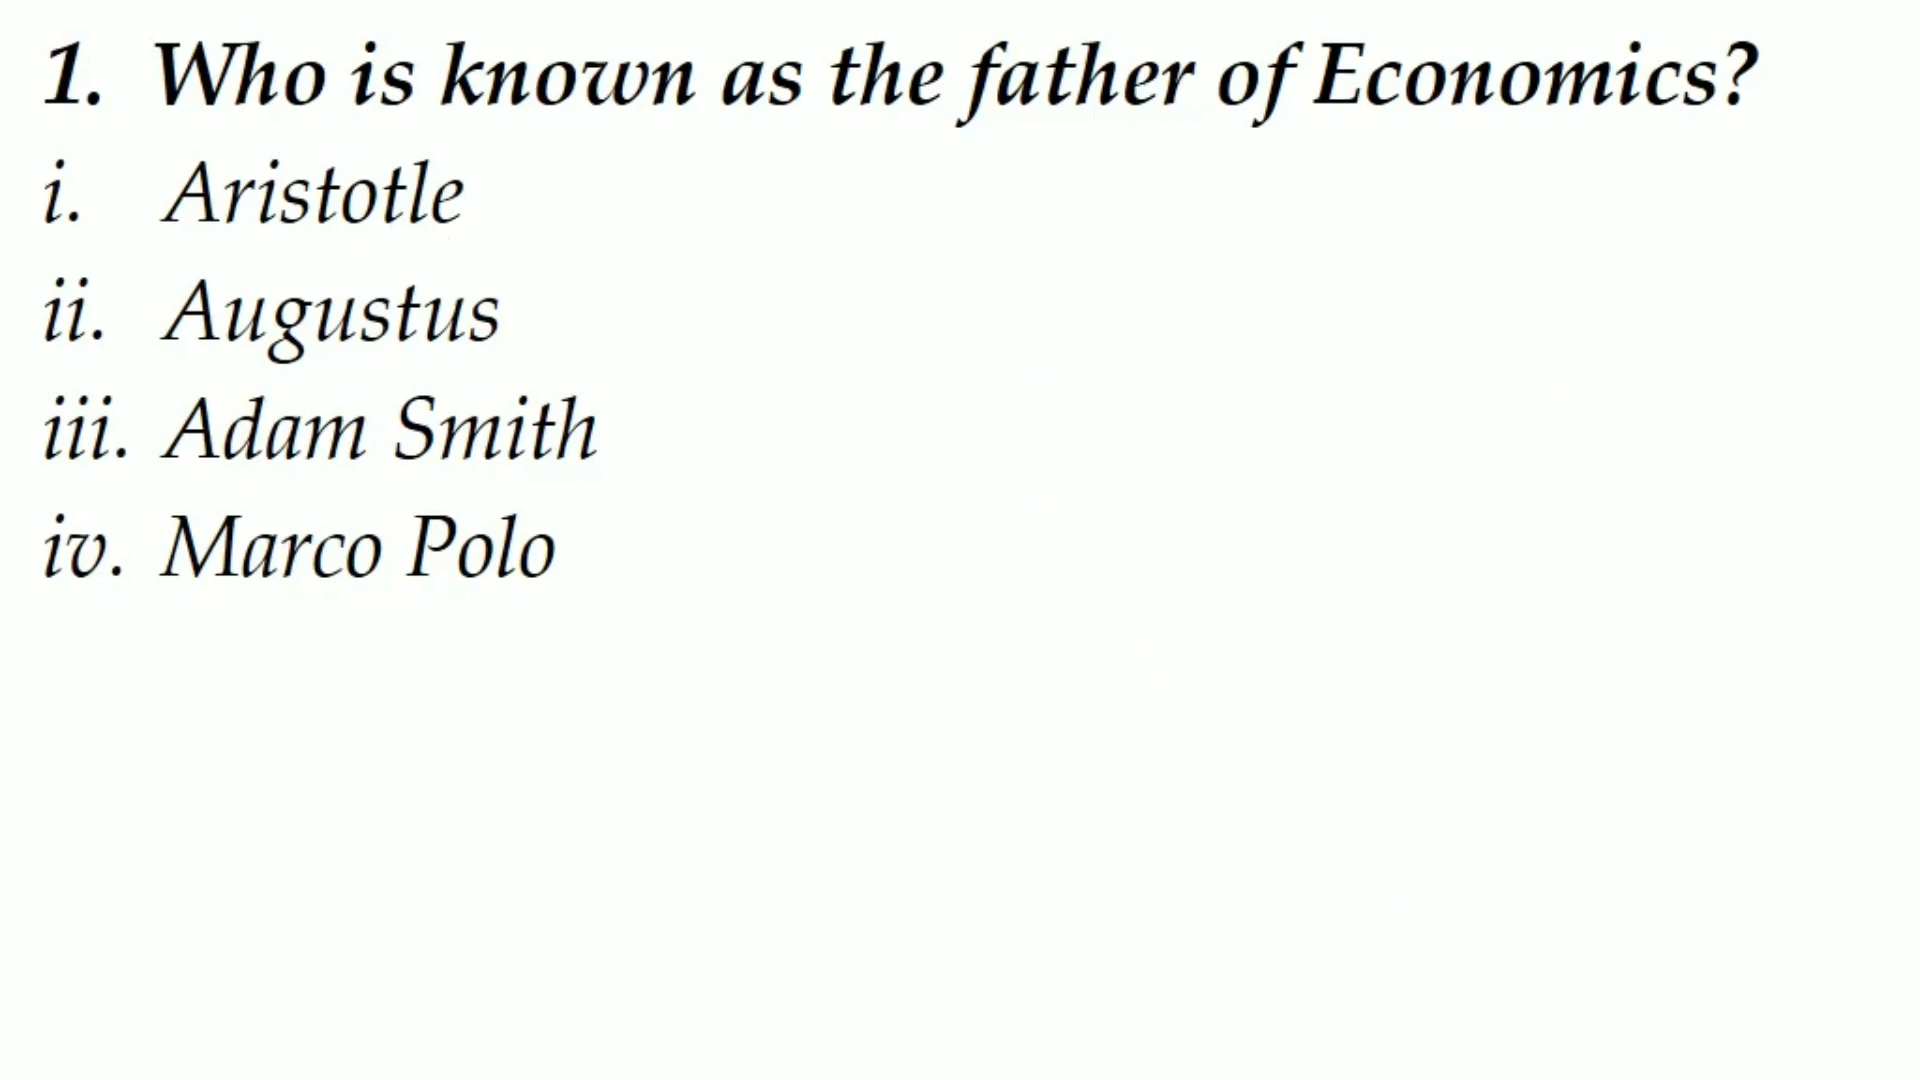 1. Who is known as the father of Economics?
i. Aristotle
ii. Augustus
iii. Adam Smith
iv. Marco Polo